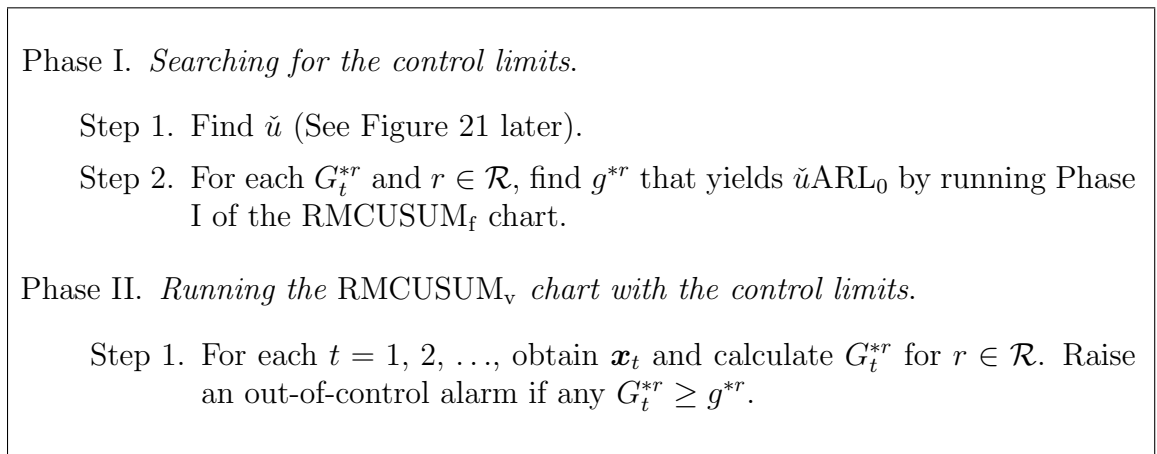 Phase I. Searching for the control limits.
Step 1. Find ǔ (See Figure 21 later).
Step 2. For each G_t^{*r} and r ∈ ℛ, find g^{*r} that yields ǔARL_0 by running Phase
I of the RMCUSUM_f chart.
Phase II. Running the RMCUSUM_v chart with the control limits.
Step 1. For each t = 1, 2, …, obtain x_t and calculate G_t^{*r} for r ∈ ℛ. Raise
an out-of-control alarm if any G_t^{*r} ≥ g^{*r}.